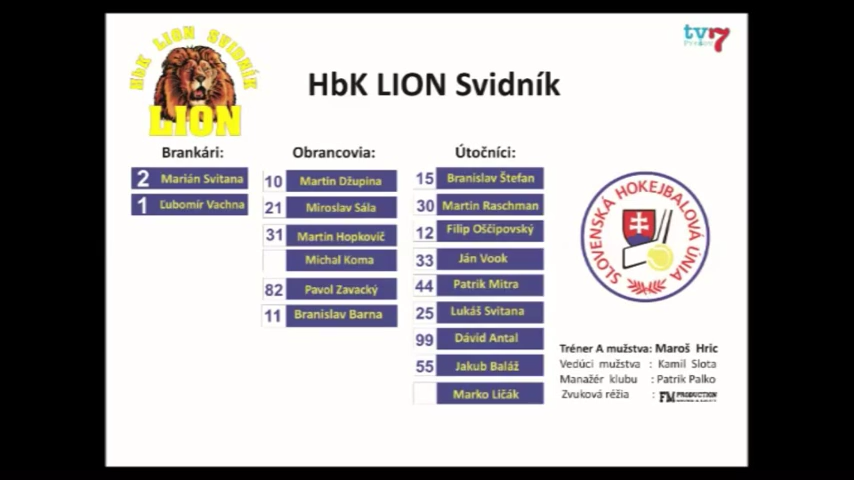 HbK LION SVIDNÍK
LION
tv7
Prešov
HbK LION Svidník
Brankári:
2 Marián Svitana
1 Ľubomír Vachna
Obrancovia:
10 Martin Džupina
21 Miroslav Sála
31 Martin Hopkovič
Michal Koma
82 Pavol Zavacký
11 Branislav Barna
Útočníci:
15 Branislav Štefan
30 Martin Raschman
12 Filip Oščipovský
33 Ján Vook
44 Patrik Mitra
25 Lukáš Svitana
99 Dávid Antal
55 Jakub Baláž
Marko Ličák
SLOVENSKÁ HOKEJBALOVÁ ÚNIA
Tréner A mužstva: Maroš Hric
Vedúci mužstva : Kamil Slota
Manažér klubu : Patrik Palko
Zvuková réžia : FM PRODUCTION